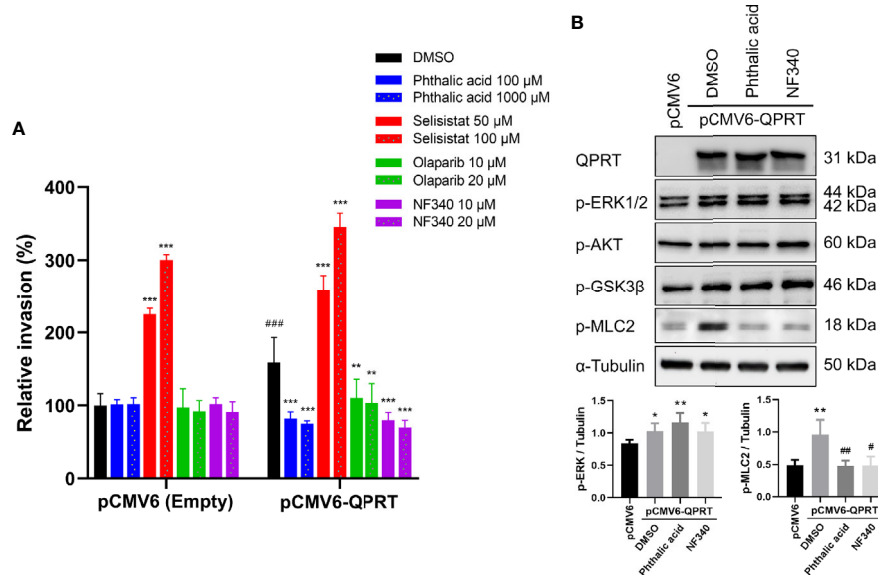 A
DMSO
Phthalic acid 100 µM
Phthalic acid 1000 µM
Selisistat 50 µM
Selisistat 100 µM
Olaparib 10 µM
Olaparib 20 µM
NF340 10 µM
NF340 20 µM
Relative invasion (%)
400
300
200
100
0
*** ***
###
*** ***
*** ***
** **
*** ***
pCMV6 (Empty)
pCMV6-QPRT
B
pCMV6
DMSO
Phthalic acid
NF340
pCMV6-QPRT
QPRT 31 kDa
p-ERK1/2 44 kDa
42 kDa
p-AKT 60 kDa
p-GSK3β 46 kDa
p-MLC2 18 kDa
α-Tubulin 50 kDa
p-ERK / Tubulin
1.5
1.0
0.5
0.0
* ** *
pCMV6
DMSO
Phthalic acid
NF340
pCMV6-QPRT
p-MLC2 / Tubulin
1.5
1.0
0.5
0.0
** ## #
pCMV6
DMSO
Phthalic acid
NF340
pCMV6-QPRT